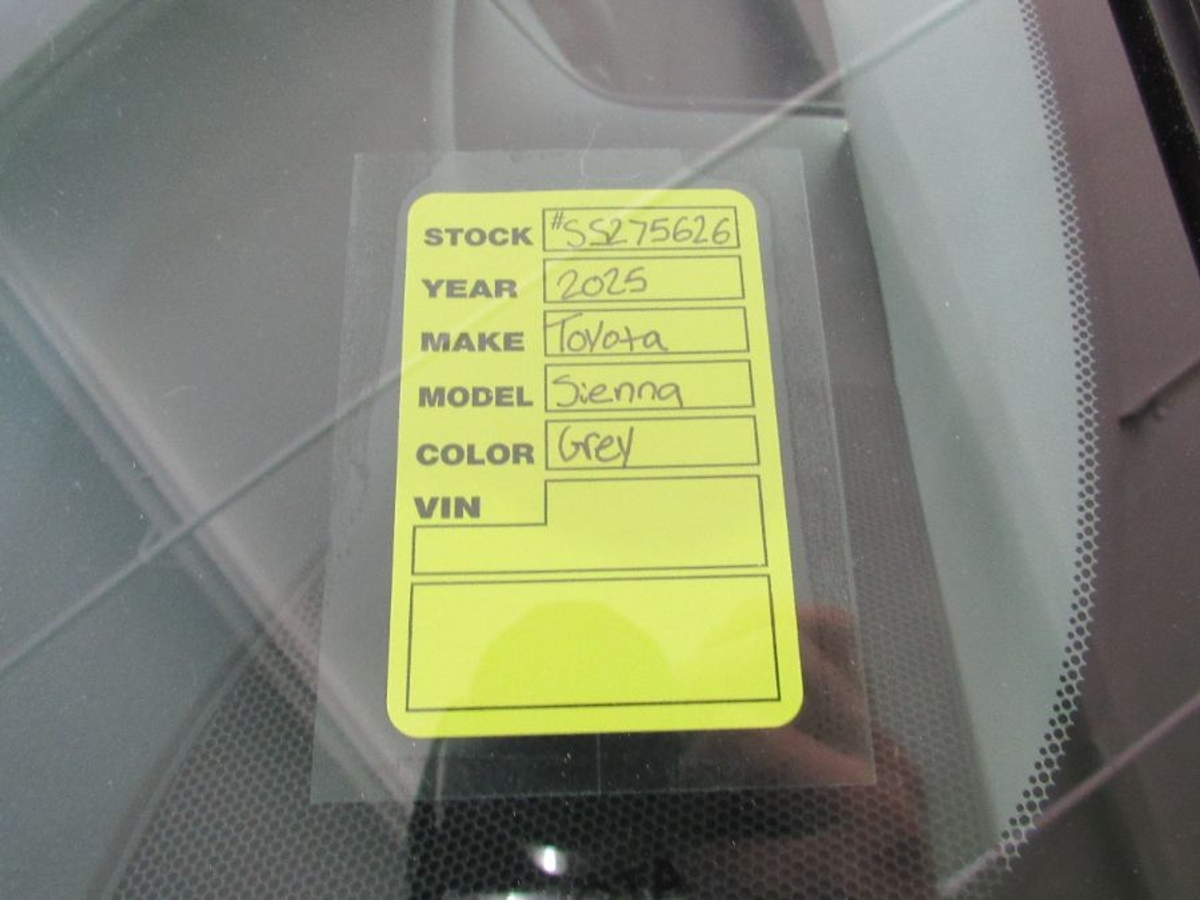 STOCK #SS275626
YEAR 2025
MAKE Toyota
MODEL Sienna
COLOR Grey
VIN